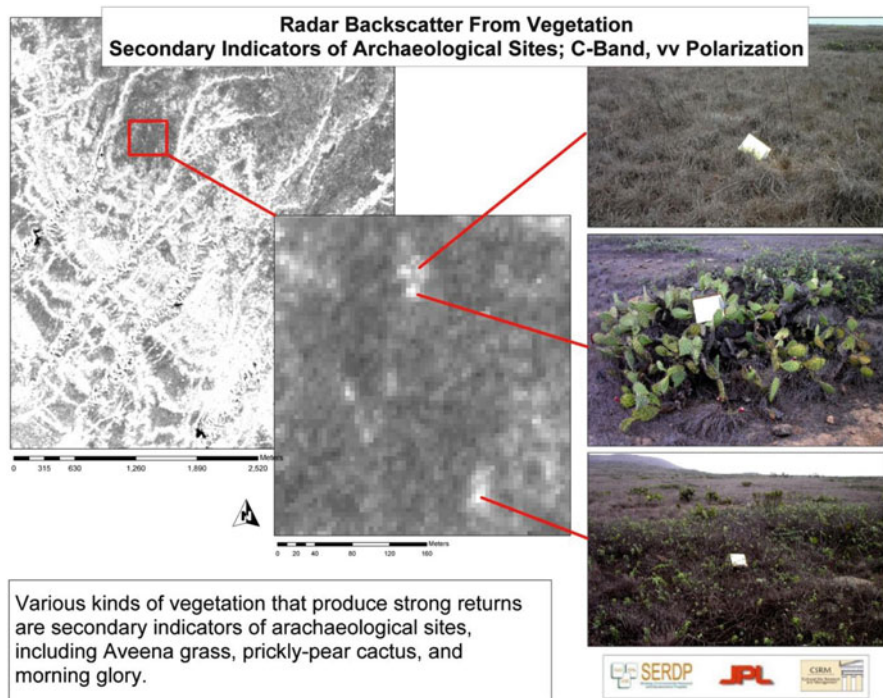 Radar Backscatter From Vegetation
Secondary Indicators of Archaeological Sites; C-Band, vv Polarization
Meters
0 315 630 1,260 1,890 2,520
Meters
0 20 40 80 120 160
Various kinds of vegetation that produce strong returns
are secondary indicators of arachaeological sites,
including Aveena grass, prickly-pear cactus, and
morning glory.
SERDP
JPL
CSRM